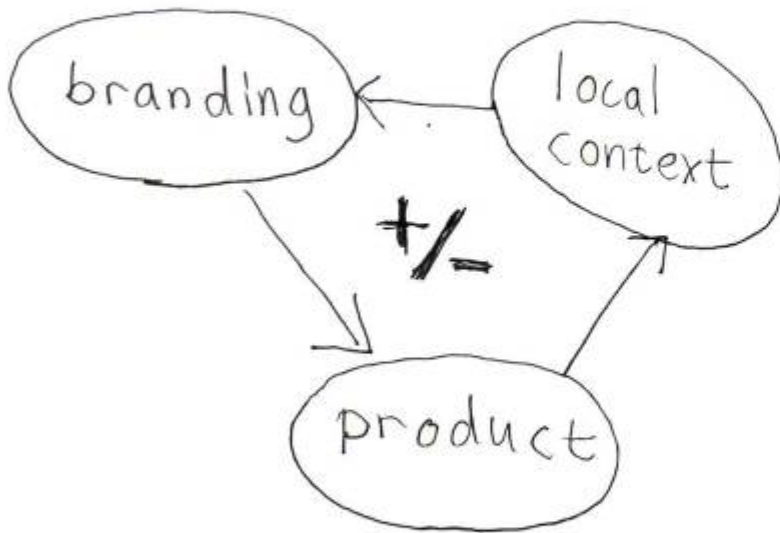 branding
local
context
+/-
product